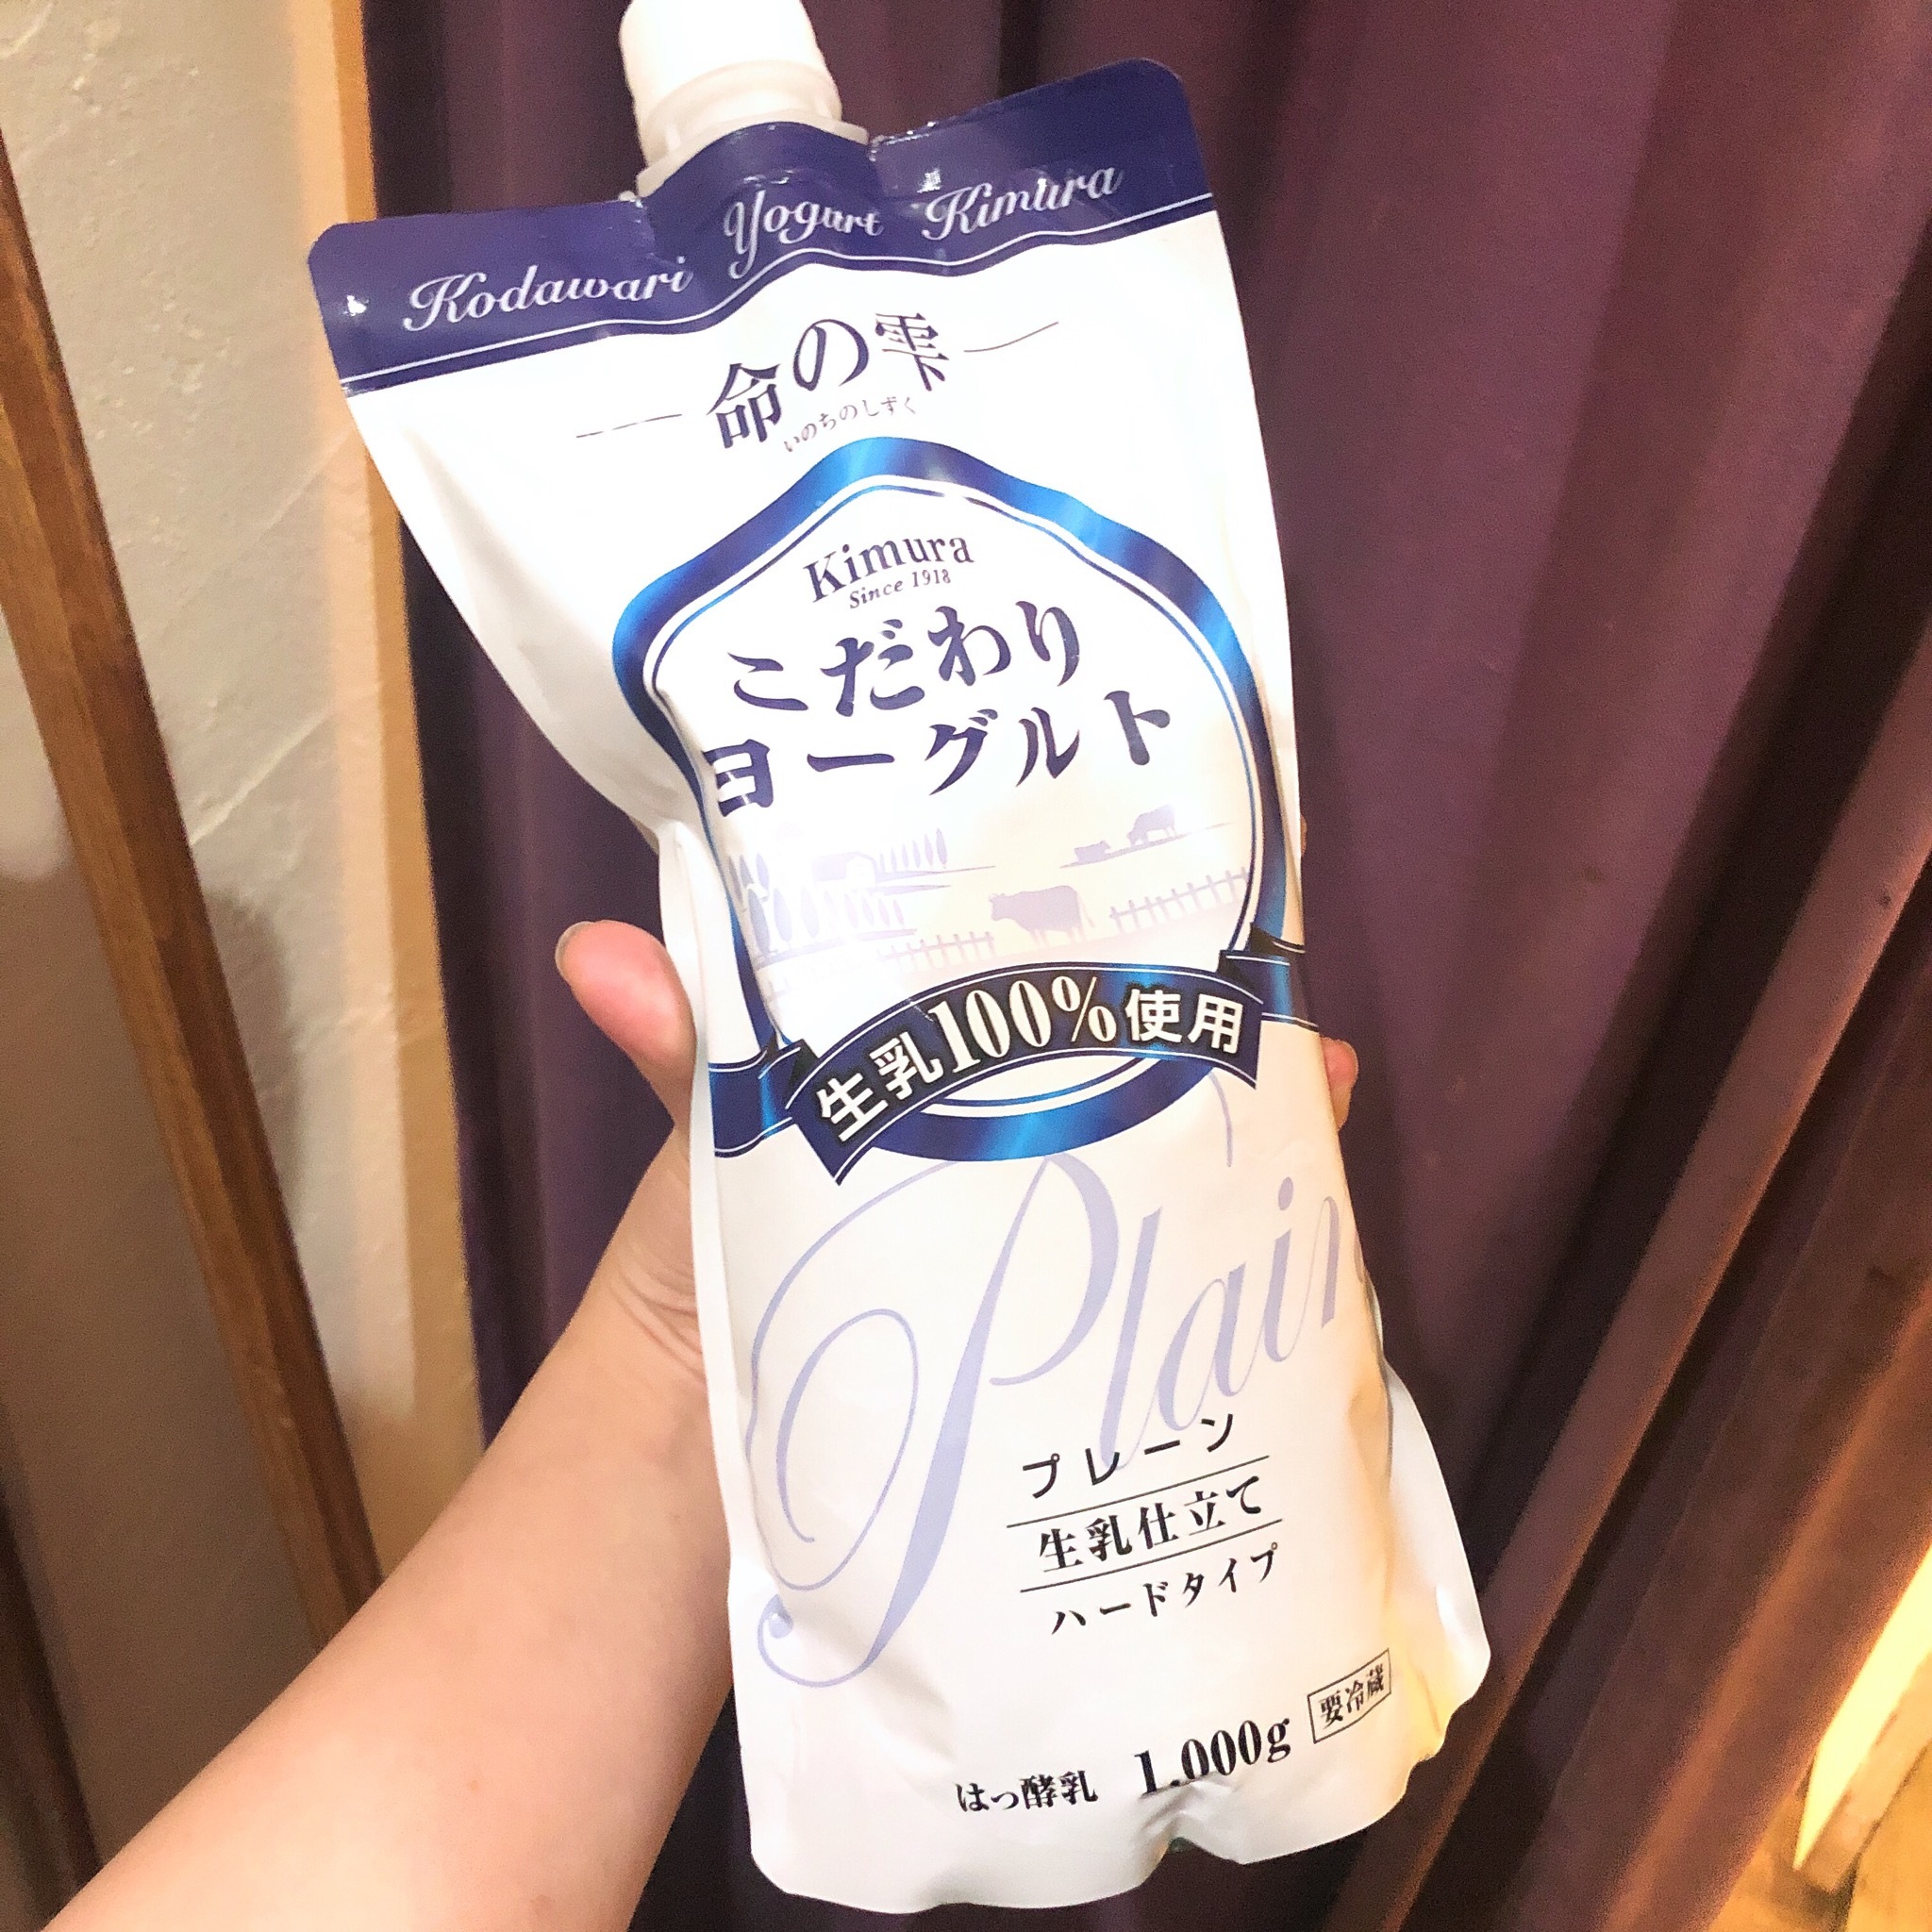 Kodawari Yogurt Kimura
命の雫
いのちのしずく
Kimura
Since 1918
こだわり
ヨーグルト
生乳100%使用
Plain
プレーン
生乳仕立て
ハードタイプ
はっ酵乳 1,000g 要冷蔵